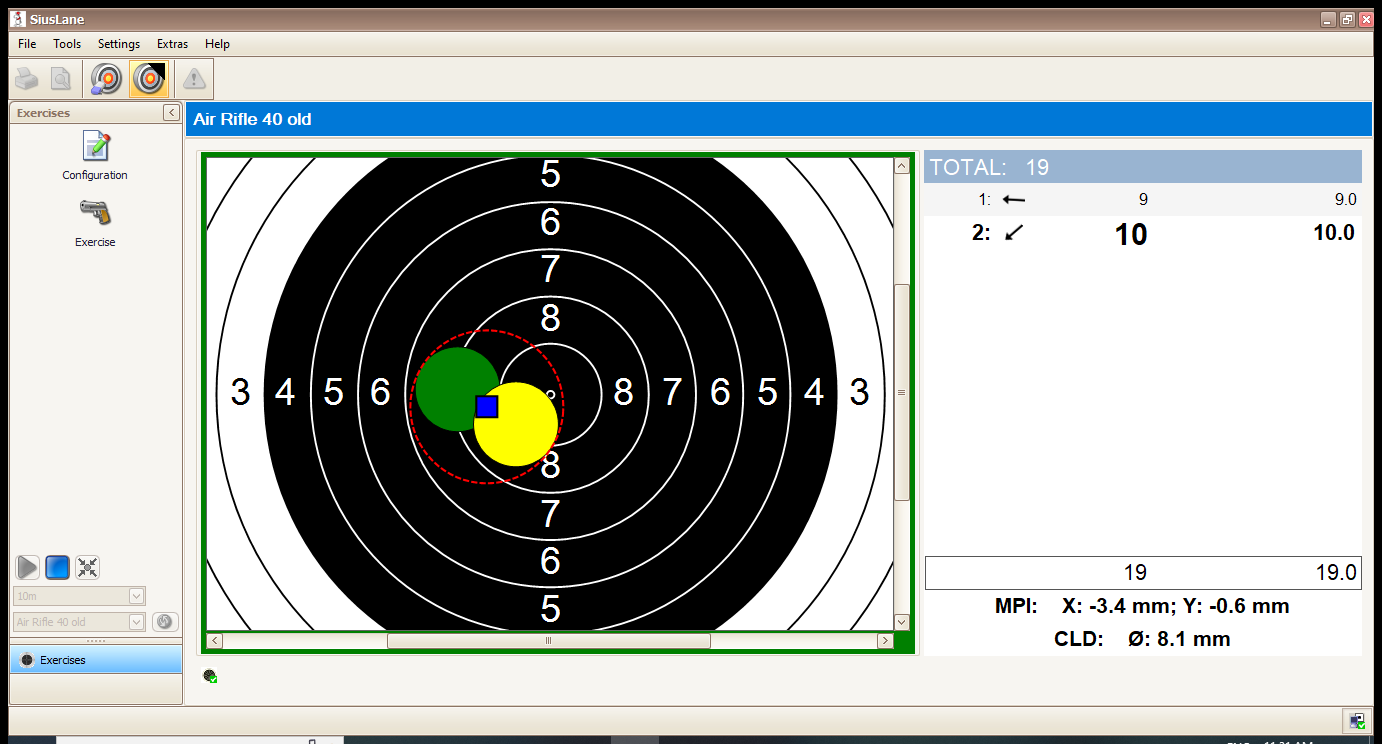 SiusLane
File Tools Settings Extras Help
Exercises
Configuration
Exercise
10m
Air Rifle 40 old
Exercises
Air Rifle 40 old
5
6
7
8
3 4 5 6 8 7 6 5 4 3
8
7
6
5
TOTAL: 19
1: 9 9.0
2: 10 10.0
19 19.0
MPI: X: -3.4 mm; Y: -0.6 mm
CLD: Ø: 8.1 mm